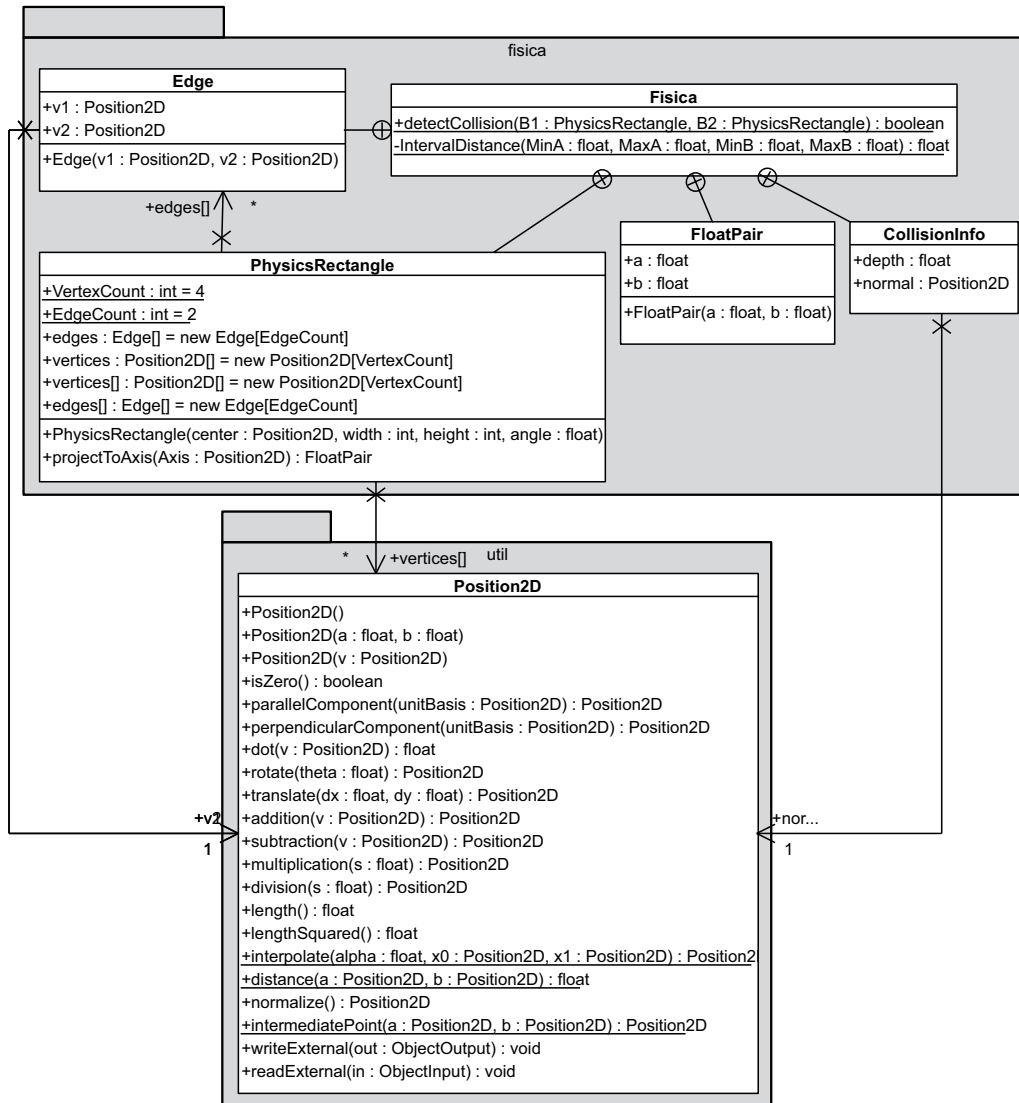 fisica
Edge
+v1 : Position2D
+v2 : Position2D
+Edge(v1 : Position2D, v2 : Position2D)
Fisica
+detectCollision(B1 : PhysicsRectangle, B2 : PhysicsRectangle) : boolean
-IntervalDistance(MinA : float, MaxA : float, MinB : float, MaxB : float) : float
+edges[] *
FloatPair
+a : float
+b : float
+FloatPair(a : float, b : float)
CollisionInfo
+depth : float
+normal : Position2D
PhysicsRectangle
+VertexCount : int = 4
+EdgeCount : int = 2
+edges : Edge[] = new Edge[EdgeCount]
+vertices : Position2D[] = new Position2D[VertexCount]
+vertices[] : Position2D[] = new Position2D[VertexCount]
+edges[] : Edge[] = new Edge[EdgeCount]
+PhysicsRectangle(center : Position2D, width : int, height : int, angle : float)
+projectToAxis(Axis : Position2D) : FloatPair
* +vertices[]
util
Position2D
+Position2D()
+Position2D(a : float, b : float)
+Position2D(v : Position2D)
+isZero() : boolean
+parallelComponent(unitBasis : Position2D) : Position2D
+perpendicularComponent(unitBasis : Position2D) : Position2D
+dot(v : Position2D) : float
+rotate(theta : float) : Position2D
+translate(dx : float, dy : float) : Position2D
+addition(v : Position2D) : Position2D
+subtraction(v : Position2D) : Position2D
+multiplication(s : float) : Position2D
+division(s : float) : Position2D
+length() : float
+lengthSquared() : float
+interpolate(alpha : float, x0 : Position2D, x1 : Position2D) : Position2
+distance(a : Position2D, b : Position2D) : float
+normalize() : Position2D
+intermediatePoint(a : Position2D, b : Position2D) : Position2D
+writeExternal(out : ObjectOutput) : void
+readExternal(in : ObjectInput) : void
1
+nor...
1